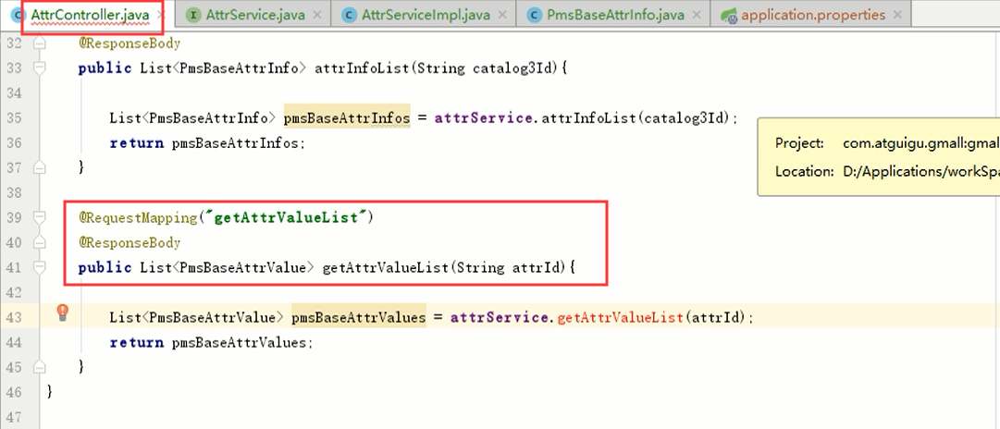 AttrController.java AttrService.java AttrServiceImpl.java PmsBaseAttrInfo.java application.properties
32 @ResponseBody
33 public List<PmsBaseAttrInfo> attrInfoList(String catalog3Id){
34
35 List<PmsBaseAttrInfo> pmsBaseAttrInfos = attrService.attrInfoList(catalog3Id);
36 return pmsBaseAttrInfos;
Project: com.atguigu.gmall:gmal
37 }
Location: D:/Applications/workSpa
38
39 @RequestMapping("getAttrValueList")
40 @ResponseBody
41 public List<PmsBaseAttrValue> getAttrValueList(String attrId){
42
43 List<PmsBaseAttrValue> pmsBaseAttrValues = attrService.getAttrValueList(attrId);
44 return pmsBaseAttrValues;
45 }
46 }
47